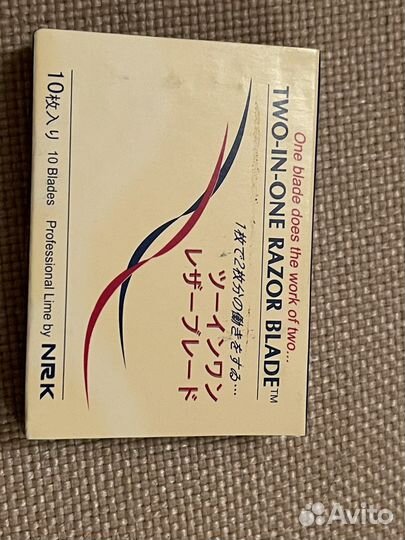 One blade does the work of two...
TWO-IN-ONE RAZOR BLADE™
1枚で2枚分の働きをする...
ツーインワン
レザーブレード
10枚入り 10 Blades Professional Lime by NRK
Avito